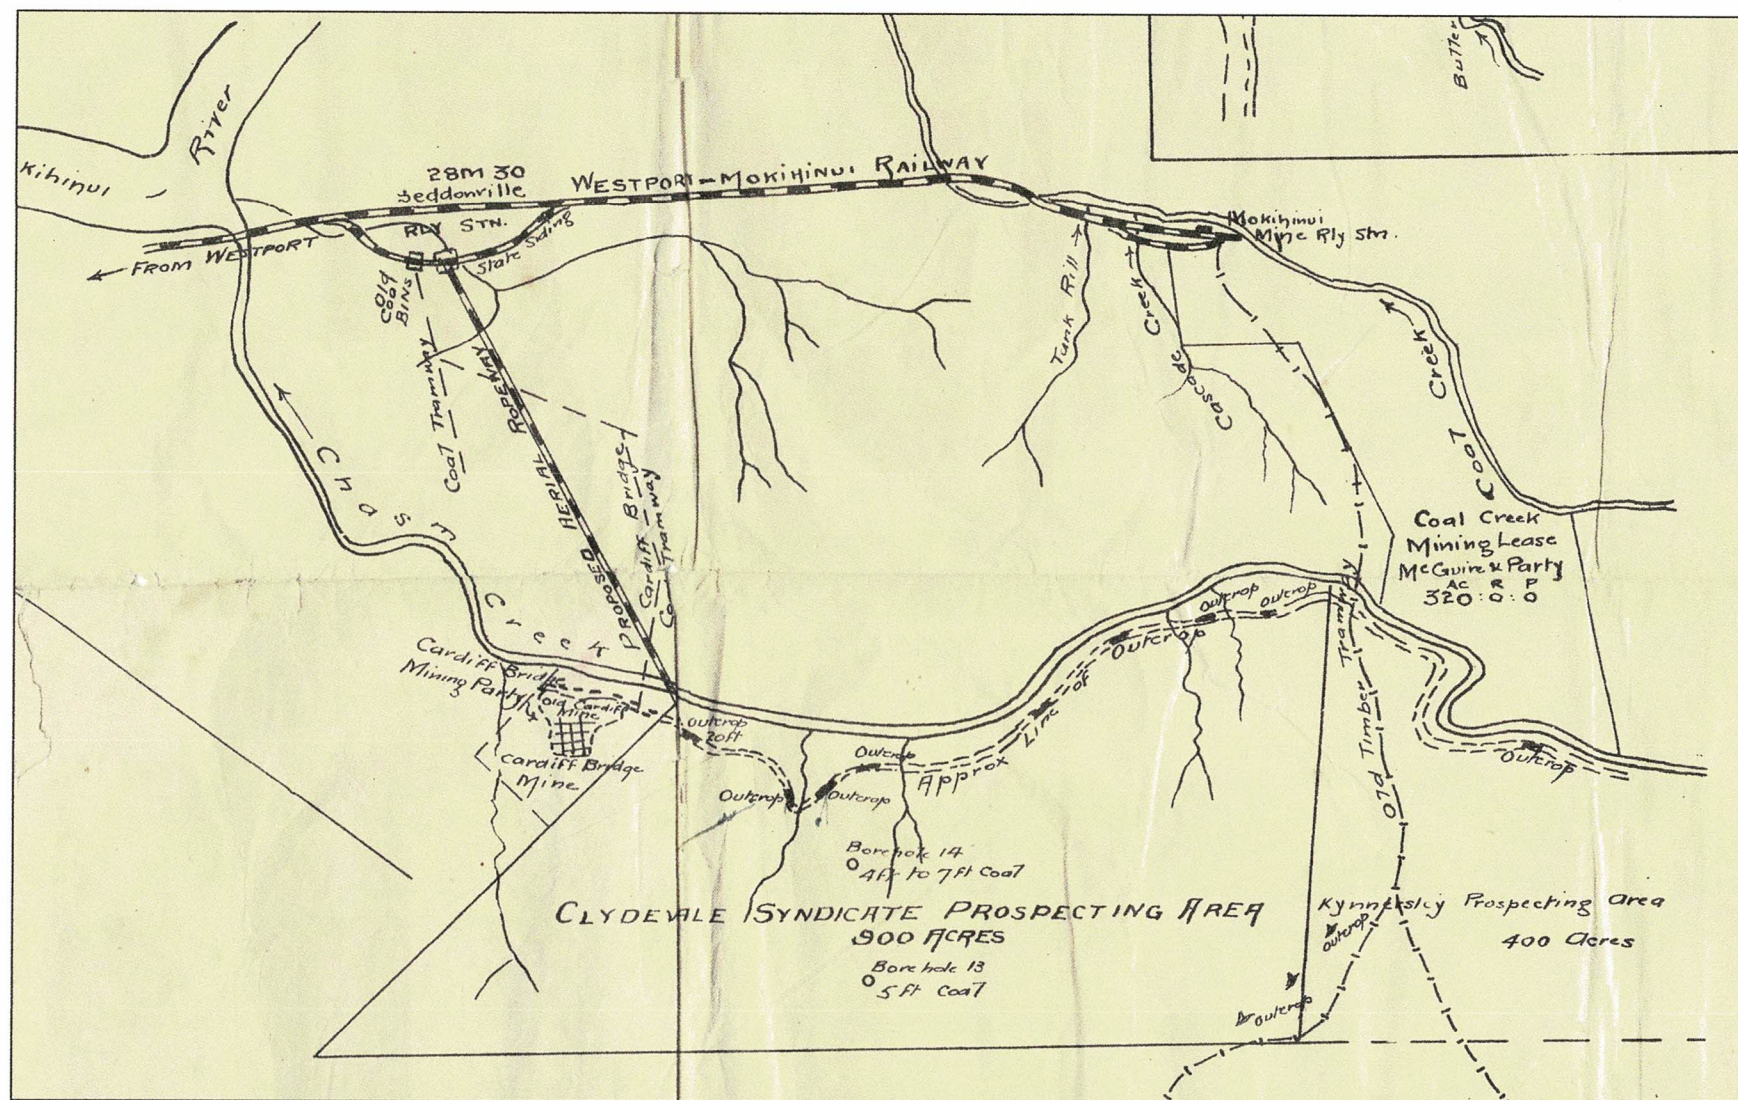 River
Kihinui
28M 30
Seddonville
RLY STN.
WESTPORT-MOKIHINUI RAILWAY
Buller
FROM WESTPORT
State Siding
Old
Coal
BINS
Coal Tramway
PROPOSED AERIAL ROPEWAY
Cardiff Bridge
Co Tramway
Chasm Creek
Tunk Rill
Cascade Creek
Mokihinui
Mine Rly Stn.
Coal Creek
Coal Creek
Mining Lease
McGuire & Party
AC R P
320:0:0
Cardiff Bridge
Mining Party
Old Cardiff
Mine
Cardiff Bridge
Mine
Outcrop
20ft
Outcrop
Outcrop
Outcrop
Approx Line of
Outcrop
Outcrop
Outcrop
Old Timber Tramway
Outcrop
Borehole 14
4ft to 7ft Coal
CLYDEVALE SYNDICATE PROSPECTING AREA
900 ACRES
Borehole 13
5 ft Coal
Kynnersley Prospecting area
400 Acres
Outcrop
Outcrop